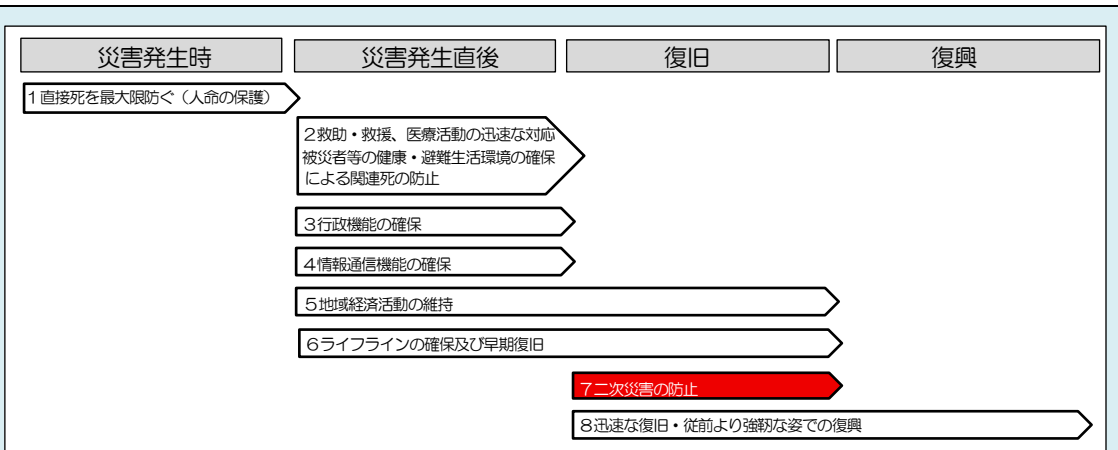 災害発生時
災害発生直後
復旧
復興
1直接死を最大限防ぐ（人命の保護）
２救助・救援、医療活動の迅速な対応
被災者等の健康・避難生活環境の確保
による関連死の防止
３行政機能の確保
４情報通信機能の確保
５地域経済活動の維持
６ライフラインの確保及び早期復旧
７二次災害の防止
８迅速な復旧・従前より強靱な姿での復興